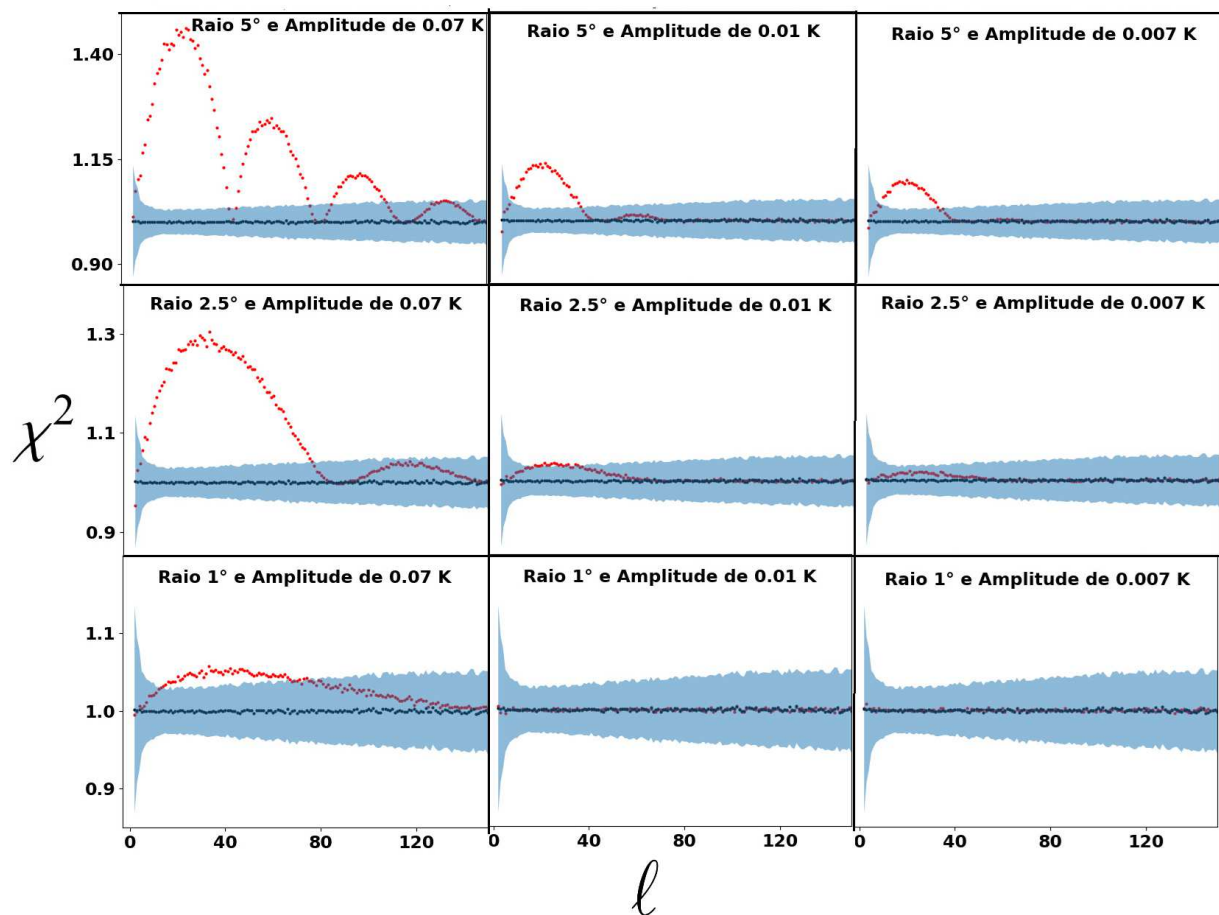 Raio 5° e Amplitude de 0.07 K
Raio 5° e Amplitude de 0.01 K
Raio 5° e Amplitude de 0.007 K
1.40
1.15
0.90
Raio 2.5° e Amplitude de 0.07 K
Raio 2.5° e Amplitude de 0.01 K
Raio 2.5° e Amplitude de 0.007 K
1.3
1.1
0.9
χ²
Raio 1° e Amplitude de 0.07 K
Raio 1° e Amplitude de 0.01 K
Raio 1° e Amplitude de 0.007 K
1.1
1.0
0.9
0 40 80 120 0 40 80 120 0 40 80 120
ℓ